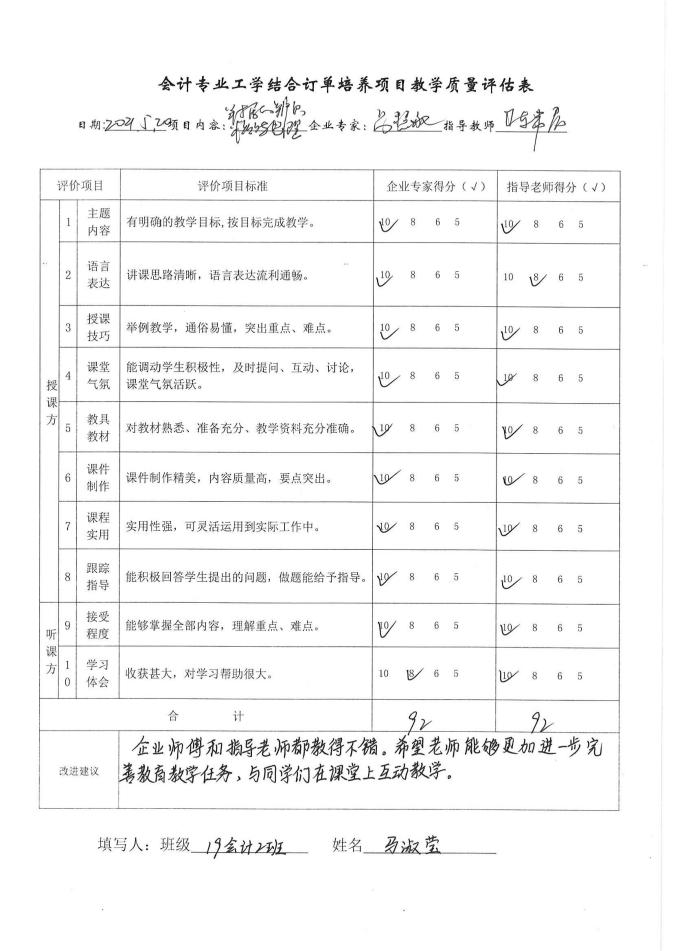 会计专业工学结合订单培养项目教学质量评估表
日期:2021.5.20 项目内容: 企业专家: 指导教师
评价项目 评价项目标准 企业专家得分（√） 指导老师得分（√）
授课方
1 主题内容 有明确的教学目标,按目标完成教学。 10 8 6 5 10 8 6 5
2 语言表达 讲课思路清晰，语言表达流利通畅。 10 8 6 5 10 8 6 5
3 授课技巧 举例教学，通俗易懂，突出重点、难点。 10 8 6 5 10 8 6 5
4 课堂气氛 能调动学生积极性，及时提问、互动、讨论，
课堂气氛活跃。 10 8 6 5 10 8 6 5
5 教具教材 对教材熟悉、准备充分、教学资料充分准确。 10 8 6 5 10 8 6 5
6 课件制作 课件制作精美，内容质量高，要点突出。 10 8 6 5 10 8 6 5
7 课程实用 实用性强，可灵活运用到实际工作中。 10 8 6 5 10 8 6 5
8 跟踪指导 能积极回答学生提出的问题，做题能给予指导。 10 8 6 5 10 8 6 5
听课方
9 接受程度 能够掌握全部内容，理解重点、难点。 10 8 6 5 10 8 6 5
10 学习体会 收获甚大，对学习帮助很大。 10 8 6 5 10 8 6 5
合 计 92 92
改进建议 企业师傅和指导老师都教得不错。希望老师能够更加进一步完
善教育教学任务、与同学们在课堂上互动教学。
填写人：班级 19会计2班 姓名 马淑莹